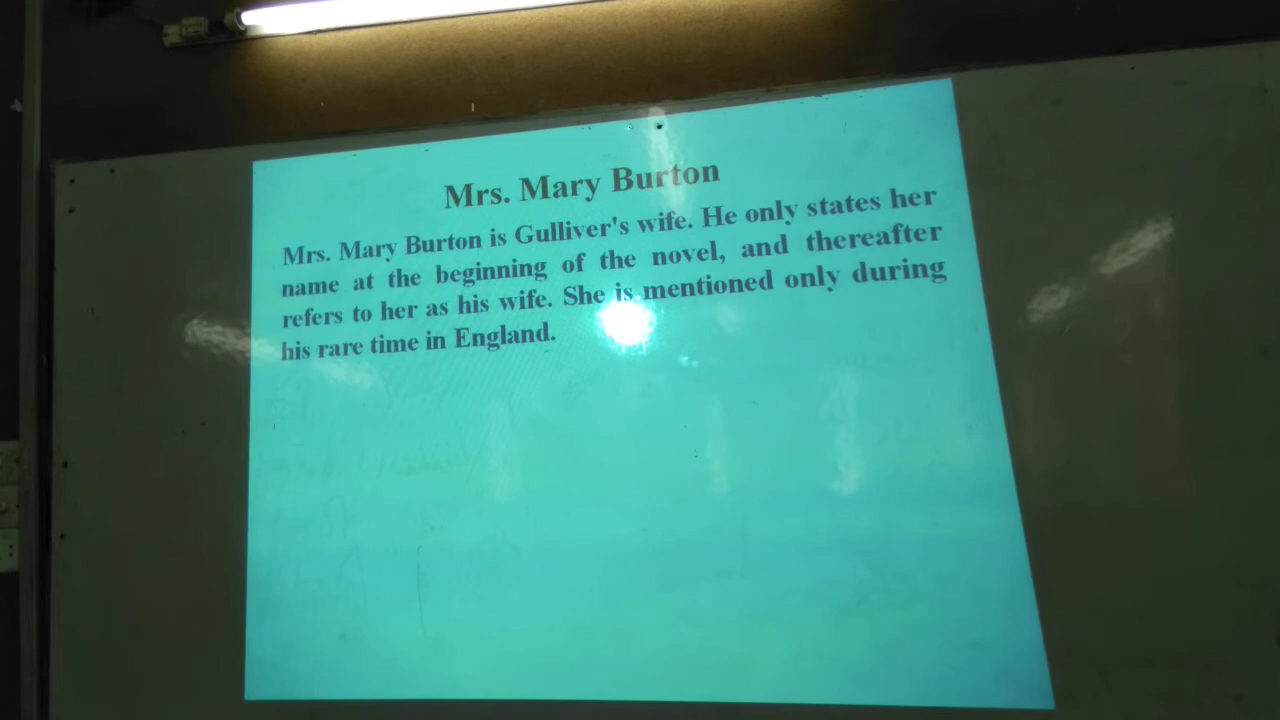 Mrs. Mary Burton
Mrs. Mary Burton is Gulliver's wife. He only states her
name at the beginning of the novel, and thereafter
refers to her as his wife. She is mentioned only during
his rare time in England.